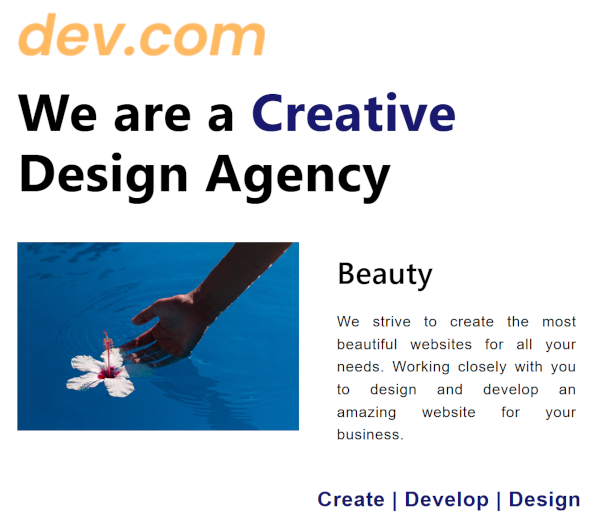 dev.com
We are a Creative
Design Agency
Beauty
We strive to create the most
beautiful websites for all your
needs. Working closely with you
to design and develop an
amazing website for your
business.
Create | Develop | Design